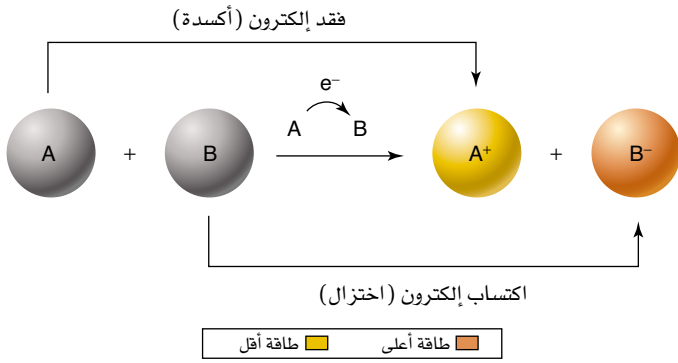 فقد إلكترون (أكسدة)
e⁻
A B
A + B A⁺ + B⁻
اكتساب إلكترون (اختزال)
طاقة أعلى طاقة أقل